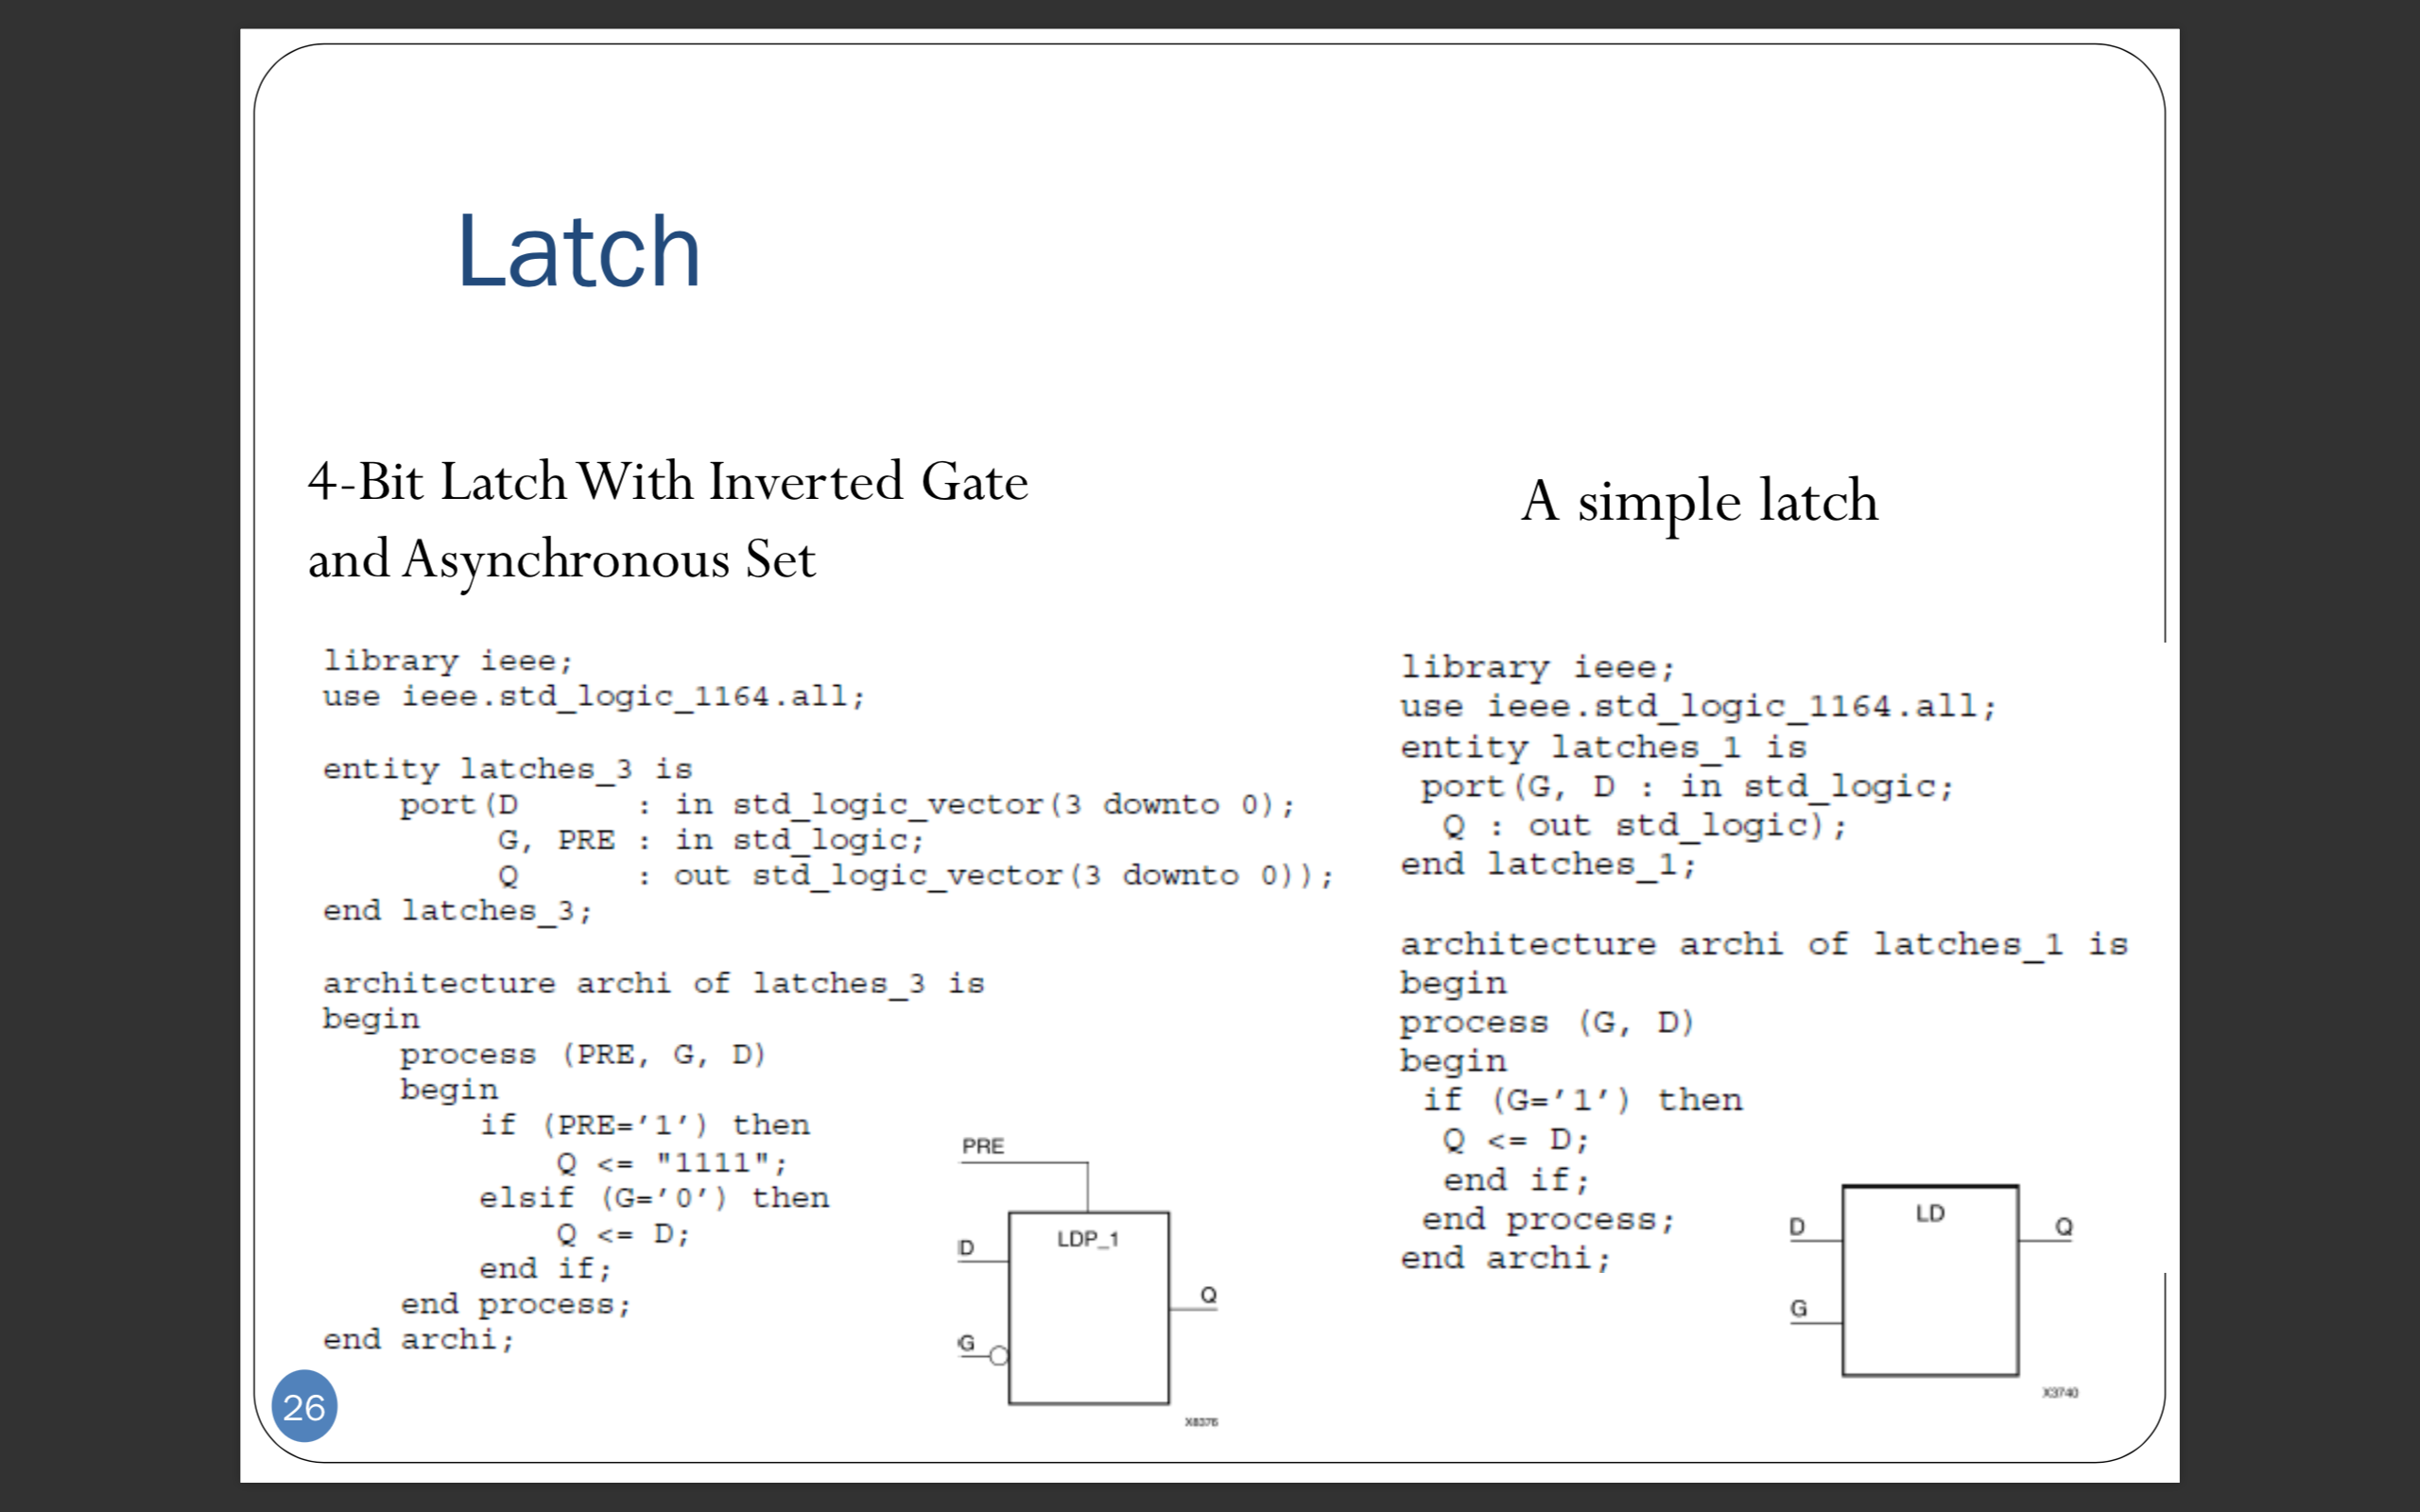 Latch
4-Bit Latch With Inverted Gate
and Asynchronous Set
library ieee;
use ieee.std_logic_1164.all;
entity latches_3 is
port(D : in std_logic_vector(3 downto 0);
G, PRE : in std_logic;
Q : out std_logic_vector(3 downto 0));
end latches_3;
architecture archi of latches_3 is
begin
process (PRE, G, D)
begin
if (PRE='1') then
Q <= "1111";
elsif (G='0') then
Q <= D;
end if;
end process;
end archi;
PRE
LDP_1
D
Q
G
X8376
A simple latch
library ieee;
use ieee.std_logic_1164.all;
entity latches_1 is
port(G, D : in std_logic;
Q : out std_logic);
end latches_1;
architecture archi of latches_1 is
begin
process (G, D)
begin
if (G='1') then
Q <= D;
end if;
end process;
end archi;
LD
D
Q
G
X3740
26